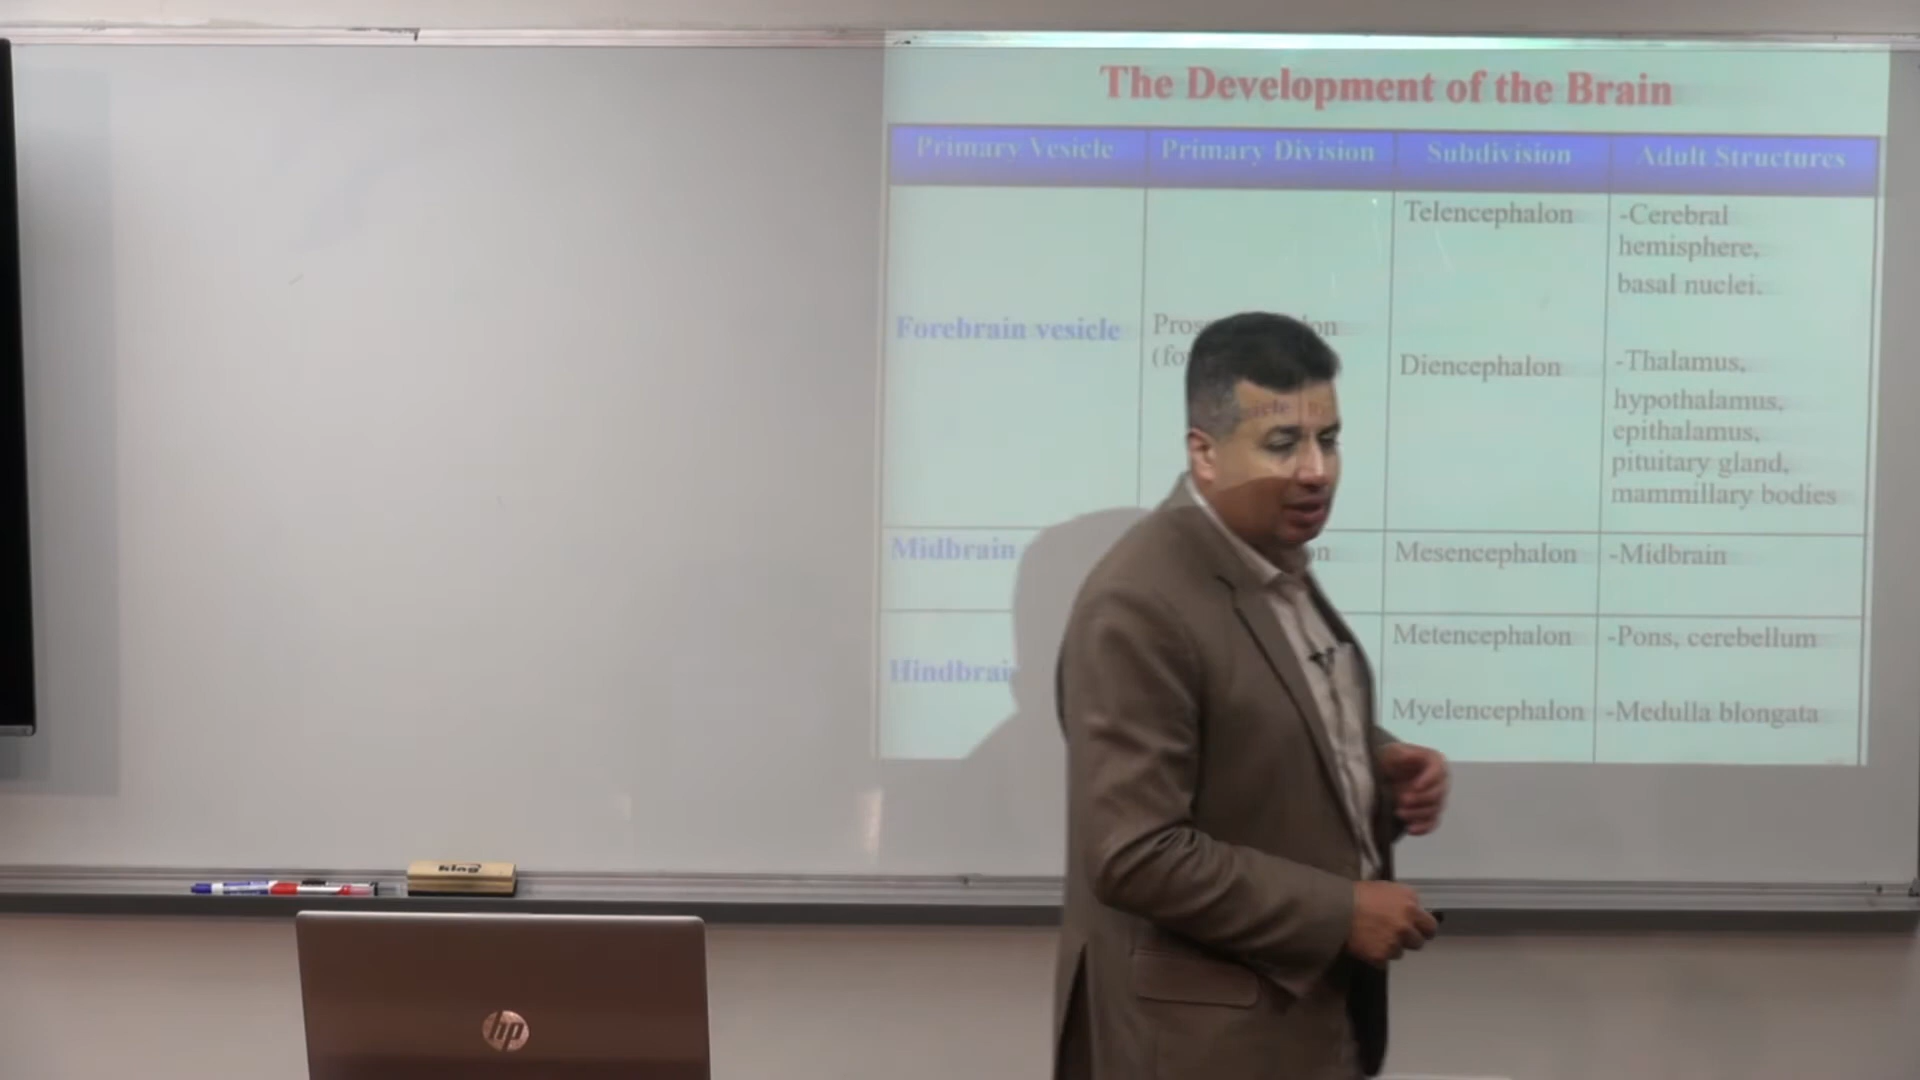 The Development of the Brain
Primary Vesicle
Primary Division
Subdivision
Adult Structures
Forebrain vesicle
Telencephalon
-Cerebral
hemisphere,
basal nuclei.
Diencephalon
-Thalamus,
hypothalamus,
epithalamus,
pituitary gland,
mammillary bodies
Midbrain
Mesencephalon
-Midbrain
Metencephalon
-Pons, cerebellum
Myelencephalon
-Medulla blongata
hp